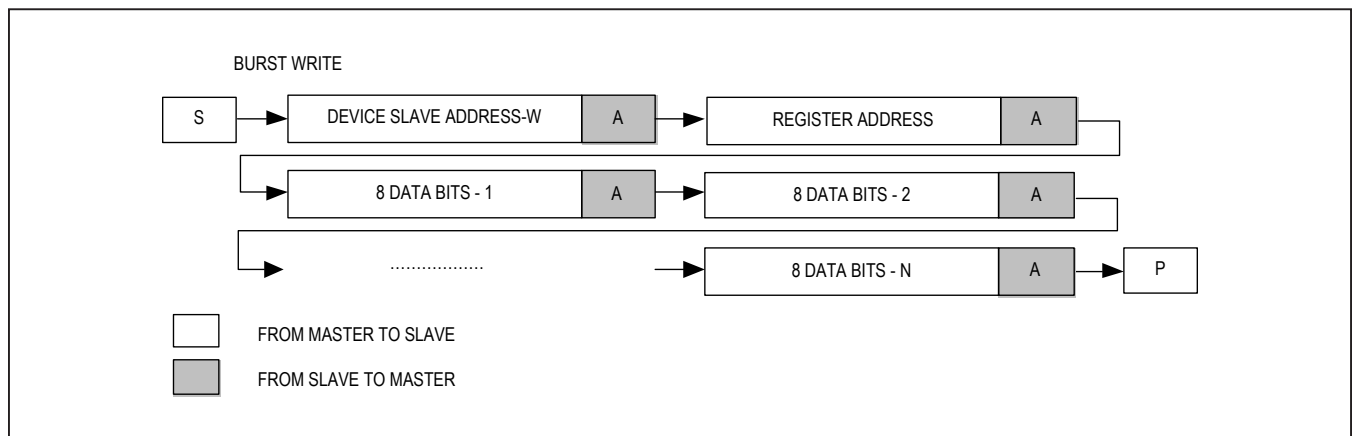 BURST WRITE
S DEVICE SLAVE ADDRESS-W A REGISTER ADDRESS A
8 DATA BITS - 1 A 8 DATA BITS - 2 A
.................. 8 DATA BITS - N A P
FROM MASTER TO SLAVE
FROM SLAVE TO MASTER